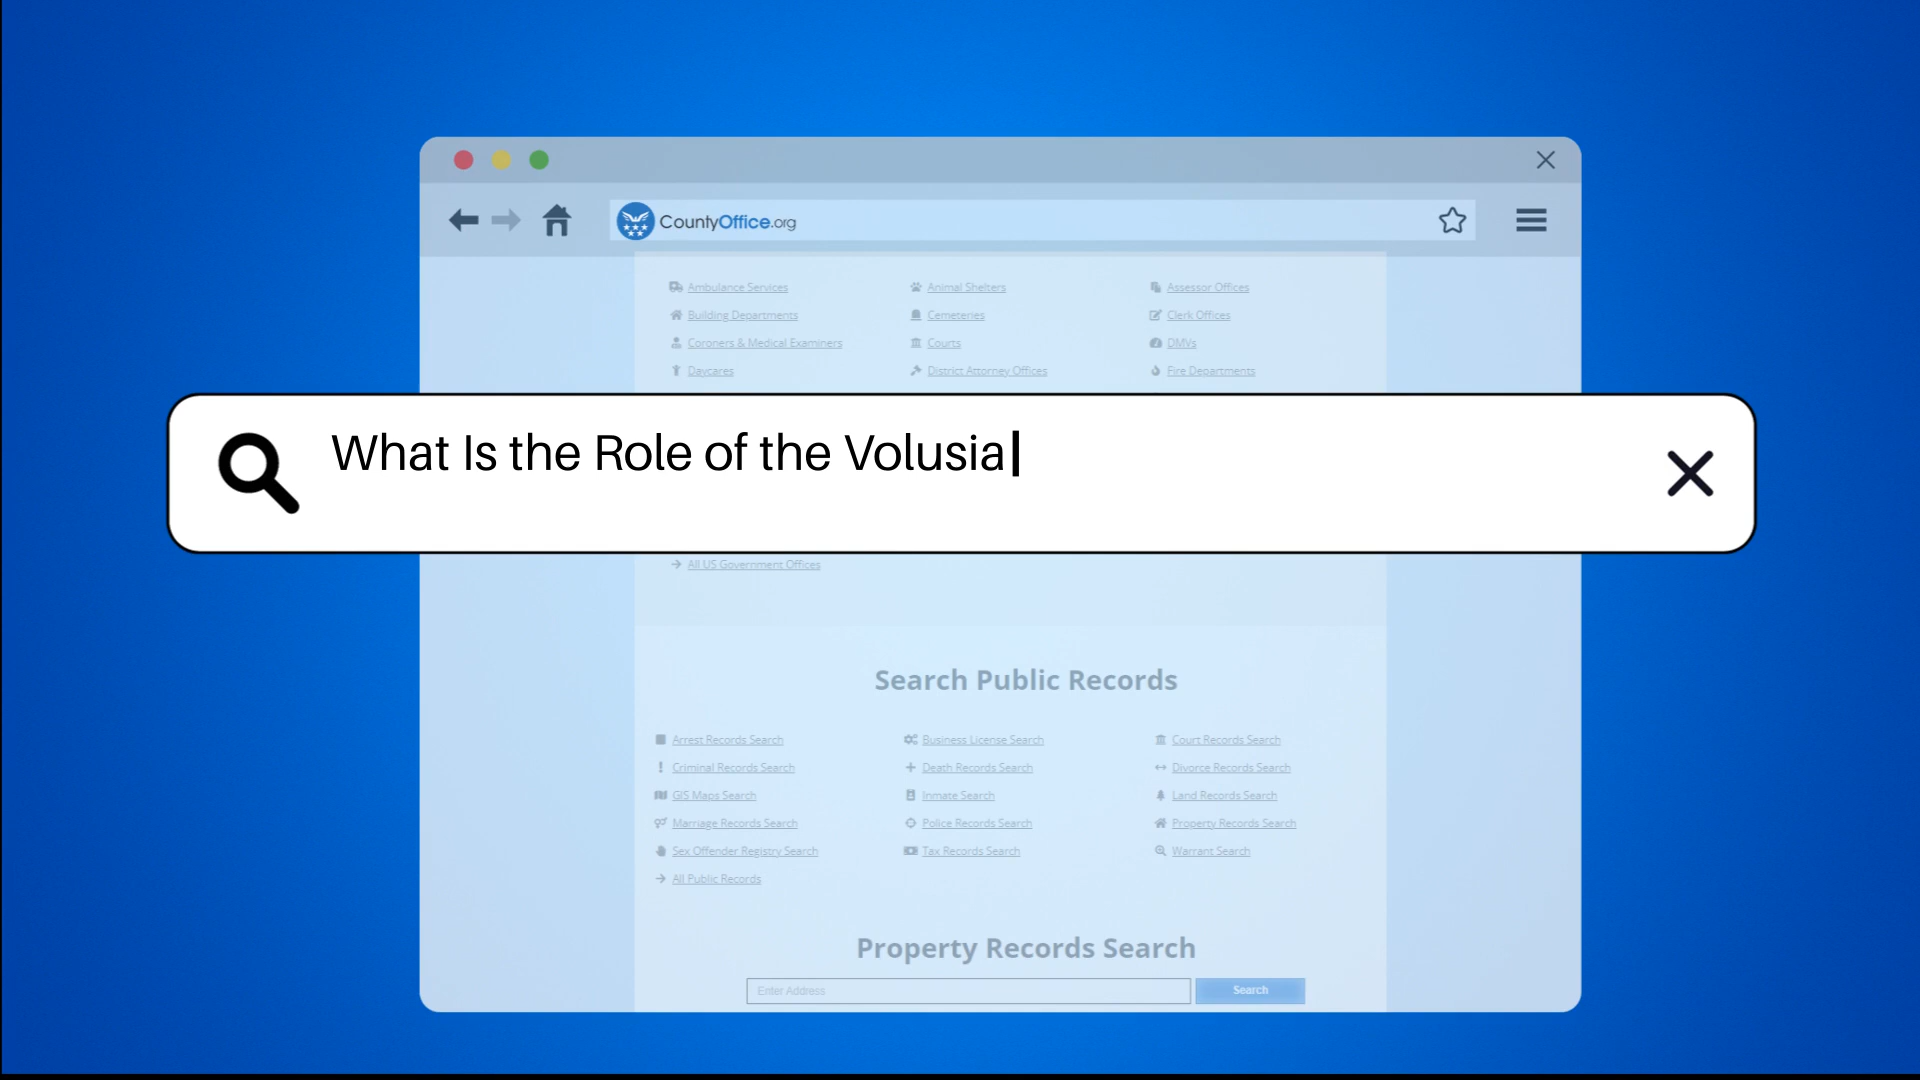 CountyOffice.org
Ambulance Services Animal Shelters Assessor Offices
Building Departments Cemeteries Clerk Offices
Coroners & Medical Examiners Courts DMVs
Daycares District Attorney Offices Fire Departments
What Is the Role of the Volusia
All US Government Offices
Search Public Records
Arrest Records Search Business License Search Court Records Search
Criminal Records Search Death Records Search Divorce Records Search
GIS Maps Search Inmate Search Land Records Search
Marriage Records Search Police Records Search Property Records Search
Sex Offender Registry Search Tax Records Search Warrant Search
All Public Records
Property Records Search
Enter Address Search